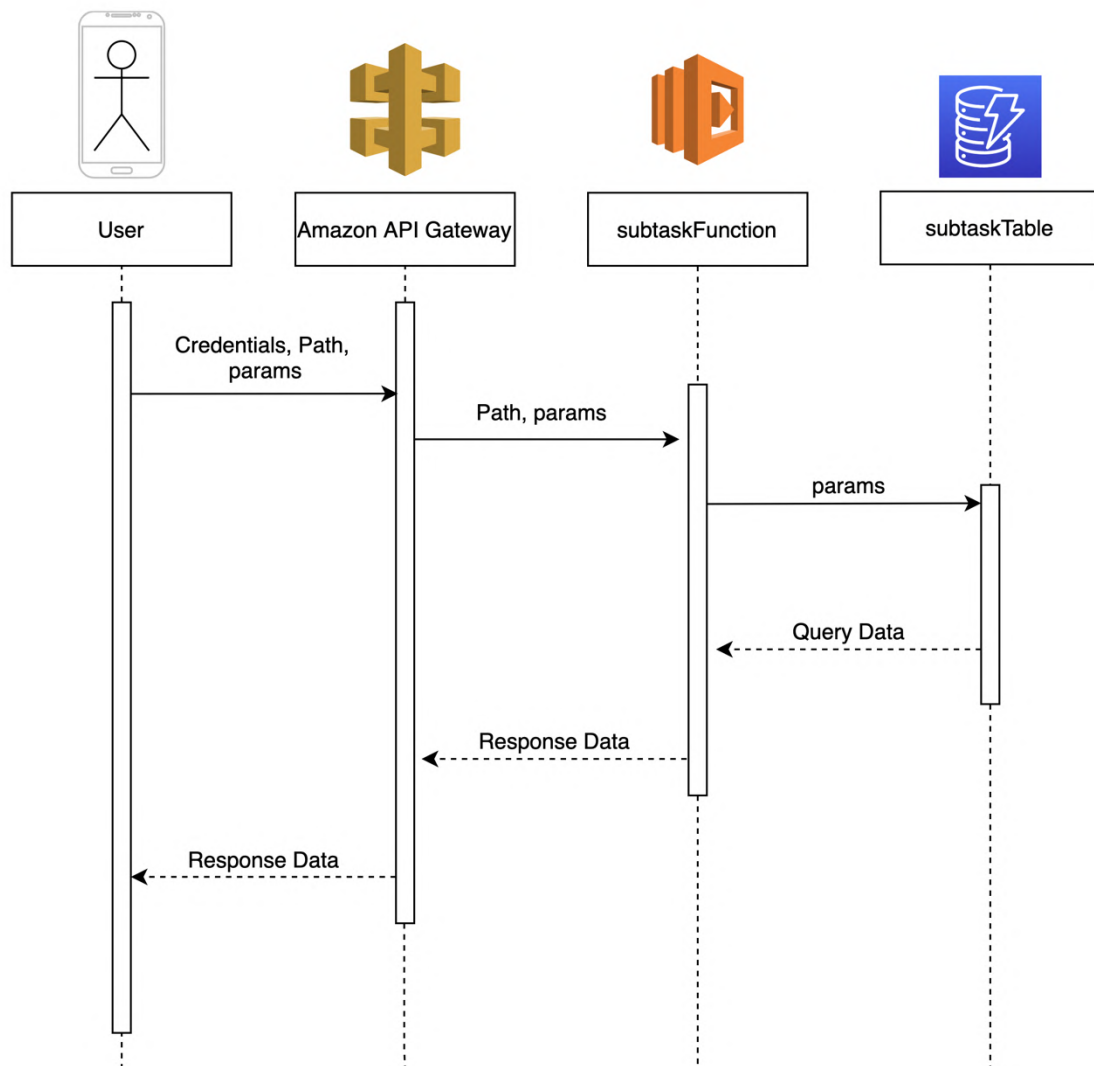 User
Amazon API Gateway
subtaskFunction
subtaskTable
Credentials, Path,
params
Path, params
params
Query Data
Response Data
Response Data